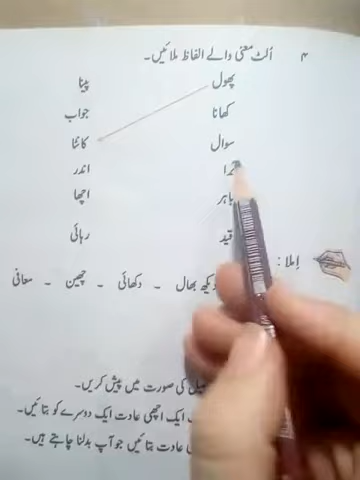 ۴ اُلٹ معنی والے الفاظ ملائیں۔
پھول پینا
کھانا جواب
سوال کانٹا
بُرا اندر
باہر اچھا
قید رہائی
اِملا :
دیکھ بھال ۔ دکھائی ۔ چھین ۔ معافی
کی صورت میں پیش کریں۔
ایک اچھی عادت ایک دوسرے کو بتائیں۔
عادت بتائیں جو آپ بدلنا چاہتے ہیں۔